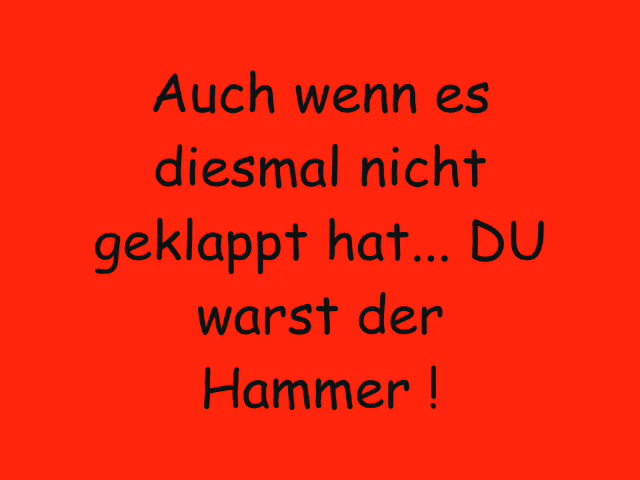 Auch wenn es
diesmal nicht
geklappt hat... DU
warst der
Hammer !